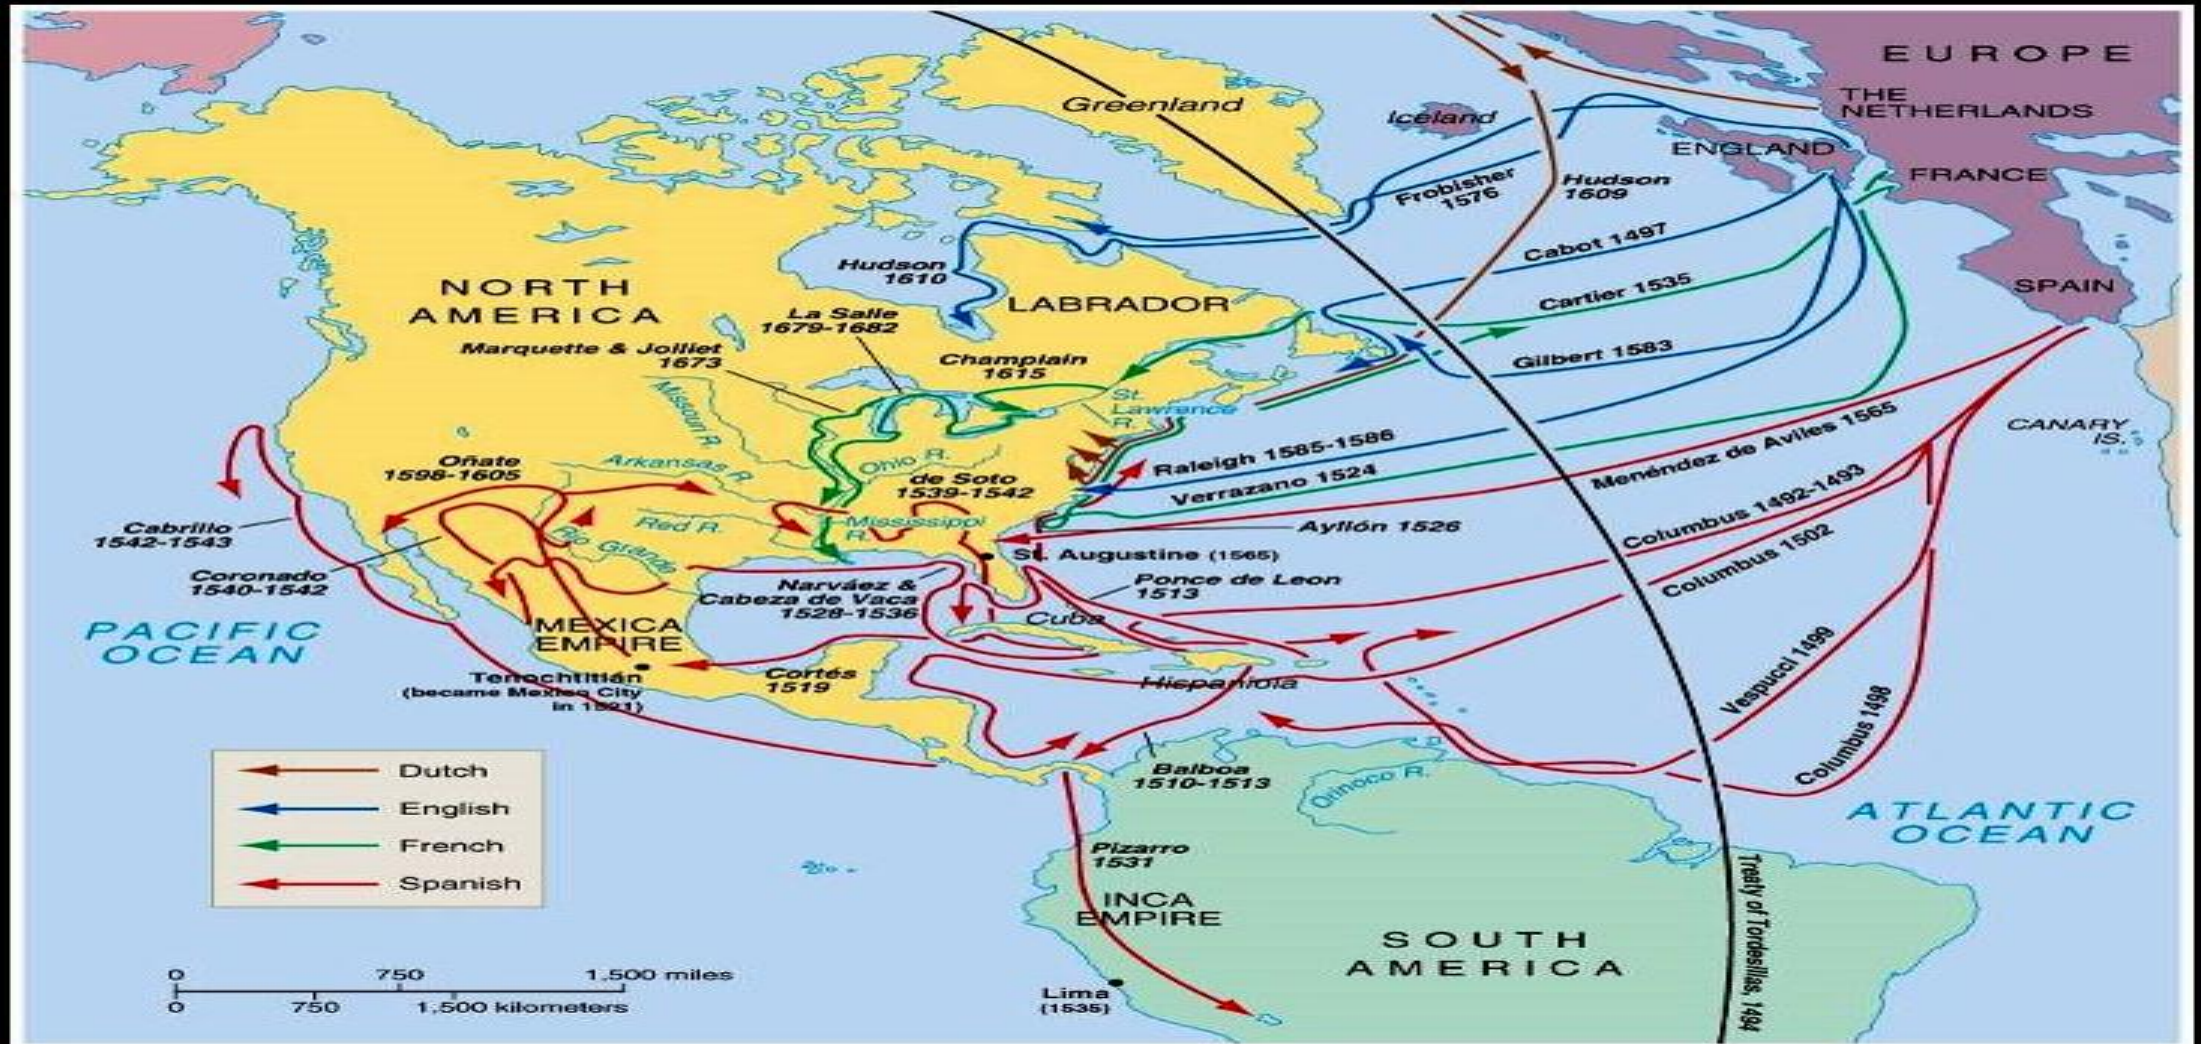 EUROPE
Greenland
THE
NETHERLANDS
Iceland
ENGLAND
FRANCE
Frobisher
1576
Hudson
1609
Cabot 1497
Hudson
1610
NORTH
AMERICA
LABRADOR
Cartier 1535
SPAIN
La Salle
1679-1682
Marquette & Jolliet
1673
Champlain
1615
Gilbert 1583
St.
Lawrence
R.
Missouri R.
CANARY
IS.
Menéndez de Aviles 1565
Raleigh 1585-1586
Verrazano 1524
Oñate
1598-1605
Arkansas R.
Ohio R.
de Soto
1539-1542
Columbus 1492-1493
Cabrillo
1542-1543
Red R.
Mississippi
R.
Rio Grande
Ayllón 1526
St. Augustine (1565)
Columbus 1502
Coronado
1540-1542
Narváez &
Cabeza de Vaca
1528-1536
Ponce de Leon
1513
Cuba
PACIFIC
OCEAN
MEXICA
EMPIRE
Tenochtitlán
(became Mexico City
in 1521)
Cortés
1519
Hispaniola
Vespucci 1499
Columbus 1498
Balboa
1510-1513
Orinoco R.
ATLANTIC
OCEAN
Dutch
English
French
Spanish
Pizarro
1531
INCA
EMPIRE
SOUTH
AMERICA
Treaty of Tordesillas, 1494
Lima
(1535)
0 750 1,500 miles
0 750 1,500 kilometers